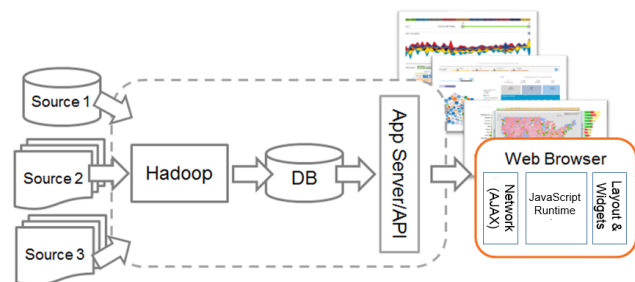 Source 1
Source 2
Source 3
Hadoop
DB
App Server/API
Web Browser
Network
(AJAX)
JavaScript
Runtime
Layout &
Widgets